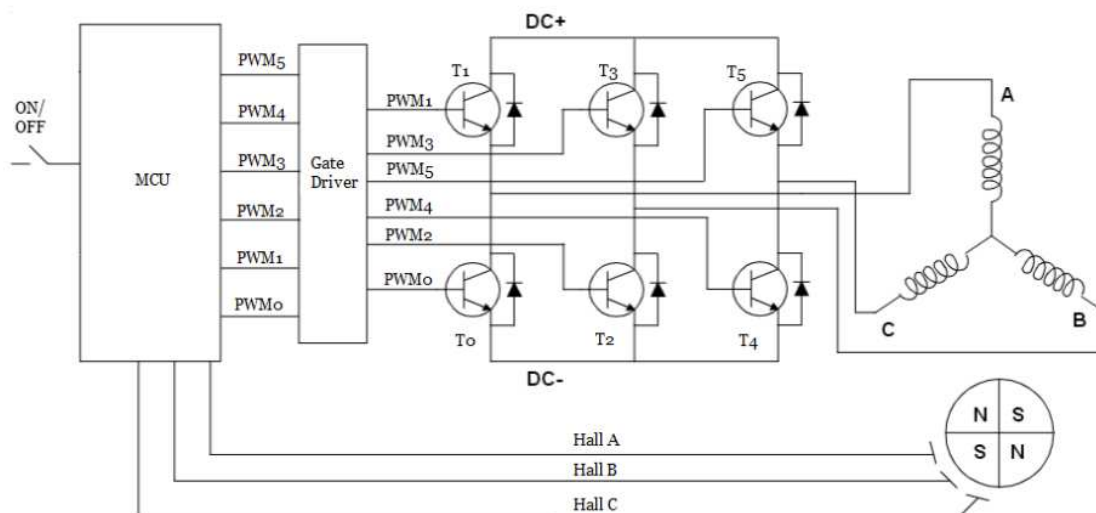 DC+
PWM5
T1
T3
T5
A
PWM1
ON/
OFF
PWM4
PWM3
PWM3
Gate
Driver
PWM5
MCU
PWM4
PWM2
PWM2
PWM1
PWM0
PWM0
C
B
T0
T2
T4
DC-
N S
S N
Hall A
Hall B
Hall C